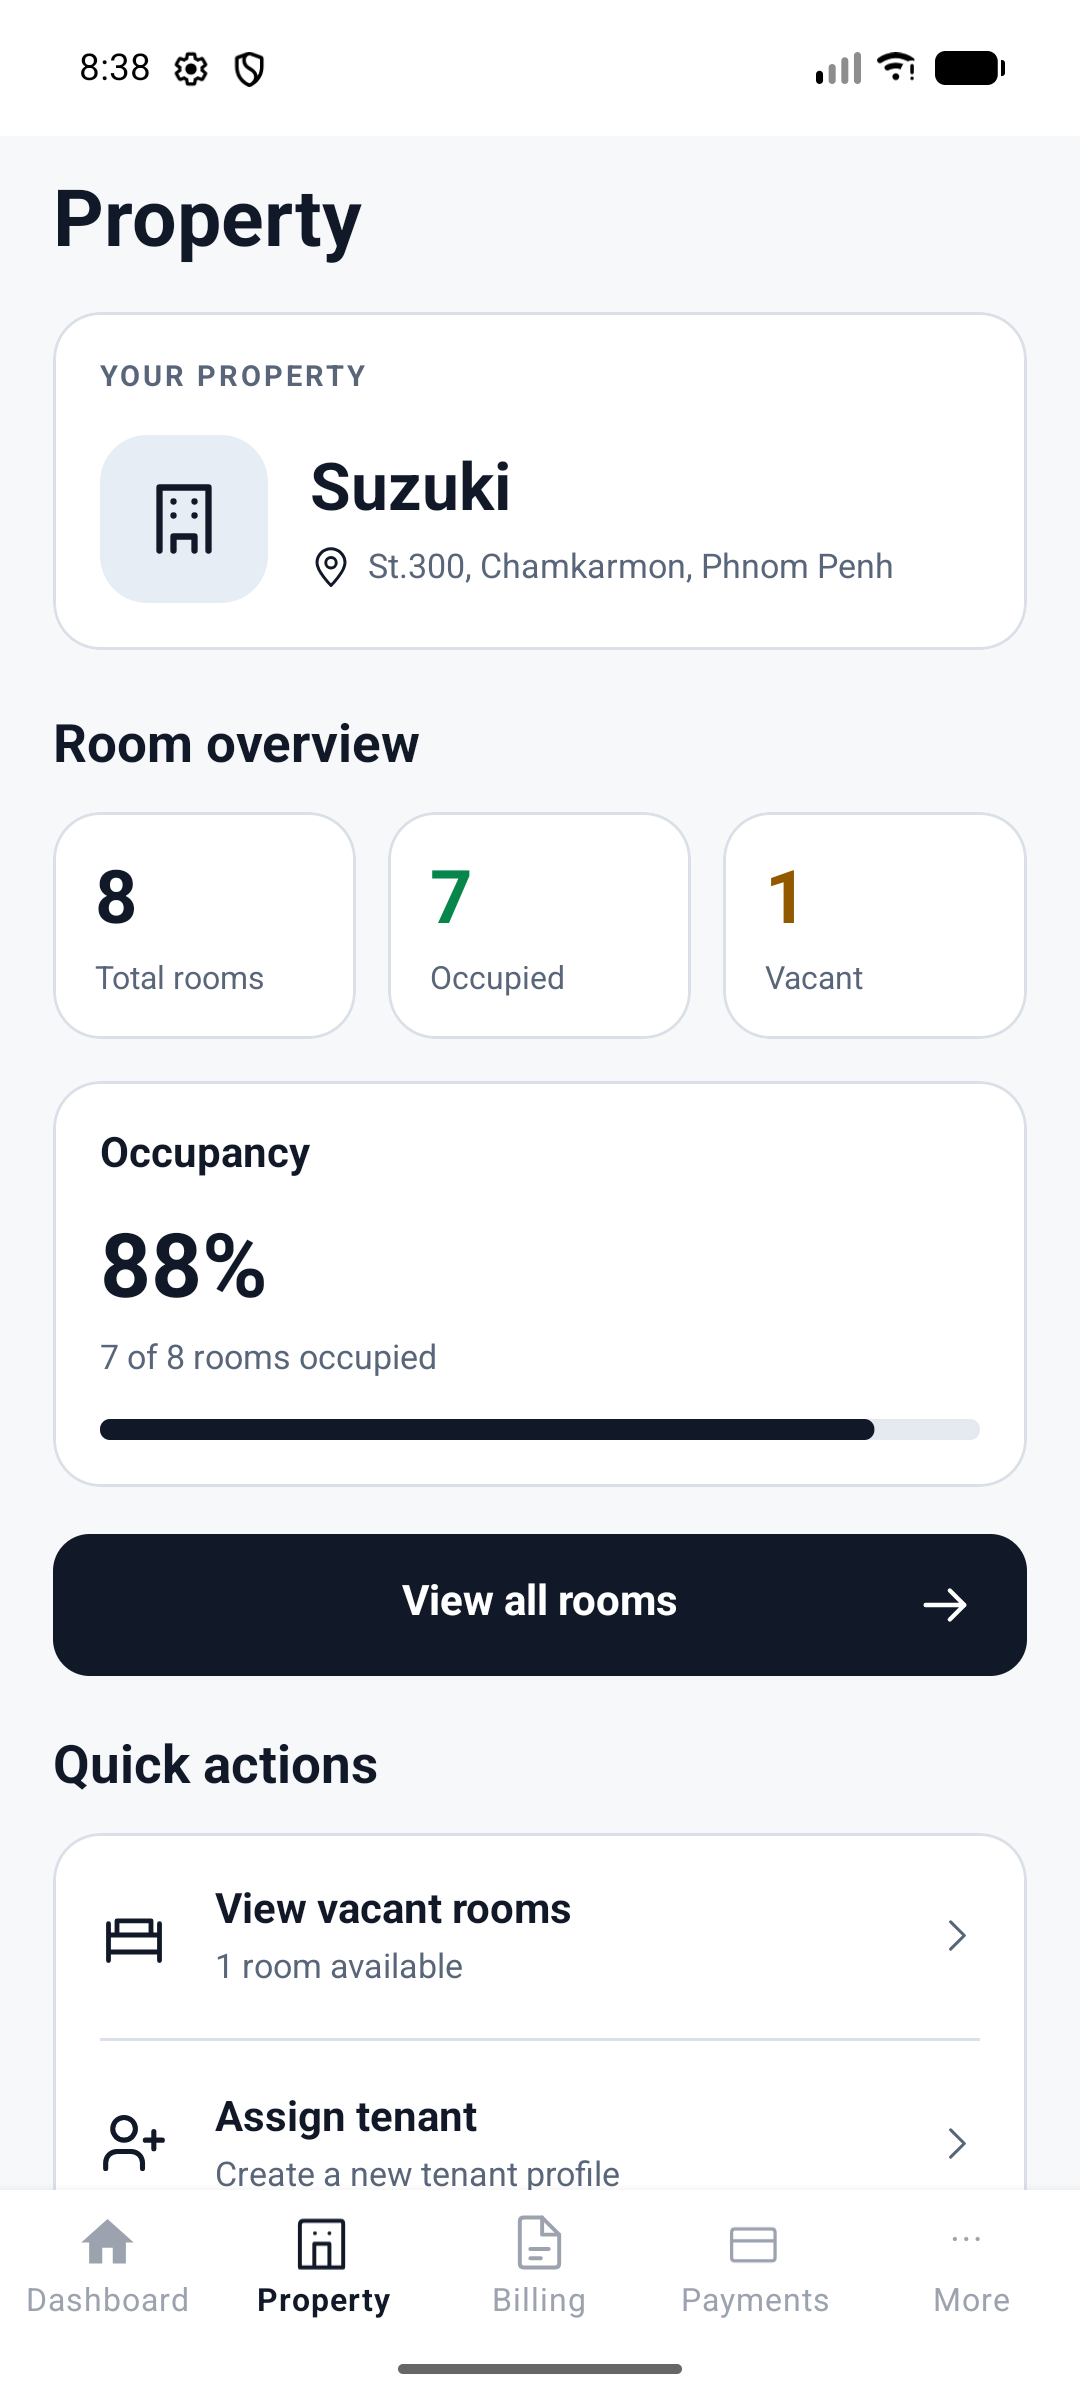 8:38
Property
YOUR PROPERTY
Suzuki
St.300, Chamkarmon, Phnom Penh
Room overview
8
Total rooms
7
Occupied
1
Vacant
Occupancy
88%
7 of 8 rooms occupied
View all rooms
Quick actions
View vacant rooms
1 room available
Assign tenant
Create a new tenant profile
Dashboard
Property
Billing
Payments
More